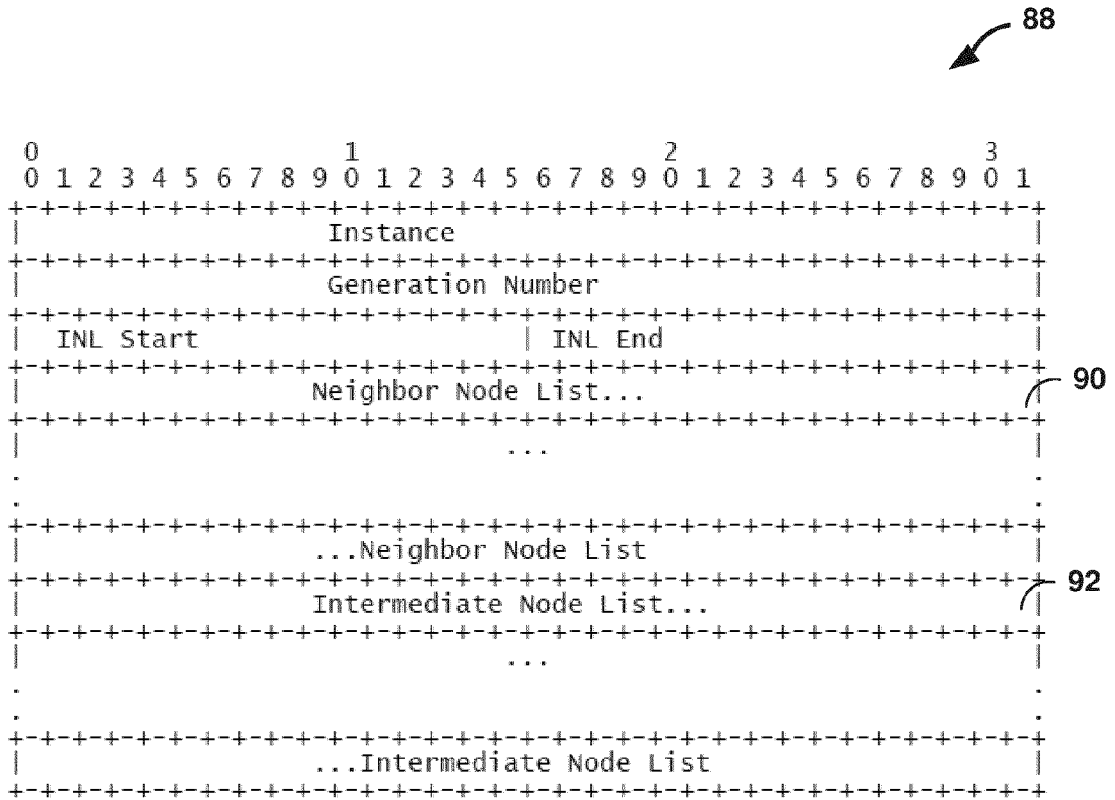 88
0 1 2 3
0 1 2 3 4 5 6 7 8 9 0 1 2 3 4 5 6 7 8 9 0 1 2 3 4 5 6 7 8 9 0 1
+-+-+-+-+-+-+-+-+-+-+-+-+-+-+-+-+-+-+-+-+-+-+-+-+-+-+-+-+-+-+-+-+
| Instance |
+-+-+-+-+-+-+-+-+-+-+-+-+-+-+-+-+-+-+-+-+-+-+-+-+-+-+-+-+-+-+-+-+
| Generation Number |
+-+-+-+-+-+-+-+-+-+-+-+-+-+-+-+-+-+-+-+-+-+-+-+-+-+-+-+-+-+-+-+-+
| INL Start | INL End |
+-+-+-+-+-+-+-+-+-+-+-+-+-+-+-+-+-+-+-+-+-+-+-+-+-+-+-+-+-+-+-+-+
| Neighbor Node List... | 90
+-+-+-+-+-+-+-+-+-+-+-+-+-+-+-+-+-+-+-+-+-+-+-+-+-+-+-+-+-+-+-+-+
| ... |
. .
. .
+-+-+-+-+-+-+-+-+-+-+-+-+-+-+-+-+-+-+-+-+-+-+-+-+-+-+-+-+-+-+-+-+
| ...Neighbor Node List |
+-+-+-+-+-+-+-+-+-+-+-+-+-+-+-+-+-+-+-+-+-+-+-+-+-+-+-+-+-+-+-+-+
| Intermediate Node List... | 92
+-+-+-+-+-+-+-+-+-+-+-+-+-+-+-+-+-+-+-+-+-+-+-+-+-+-+-+-+-+-+-+-+
| ... |
. .
. .
+-+-+-+-+-+-+-+-+-+-+-+-+-+-+-+-+-+-+-+-+-+-+-+-+-+-+-+-+-+-+-+-+
| ...Intermediate Node List |
+-+-+-+-+-+-+-+-+-+-+-+-+-+-+-+-+-+-+-+-+-+-+-+-+-+-+-+-+-+-+-+-+